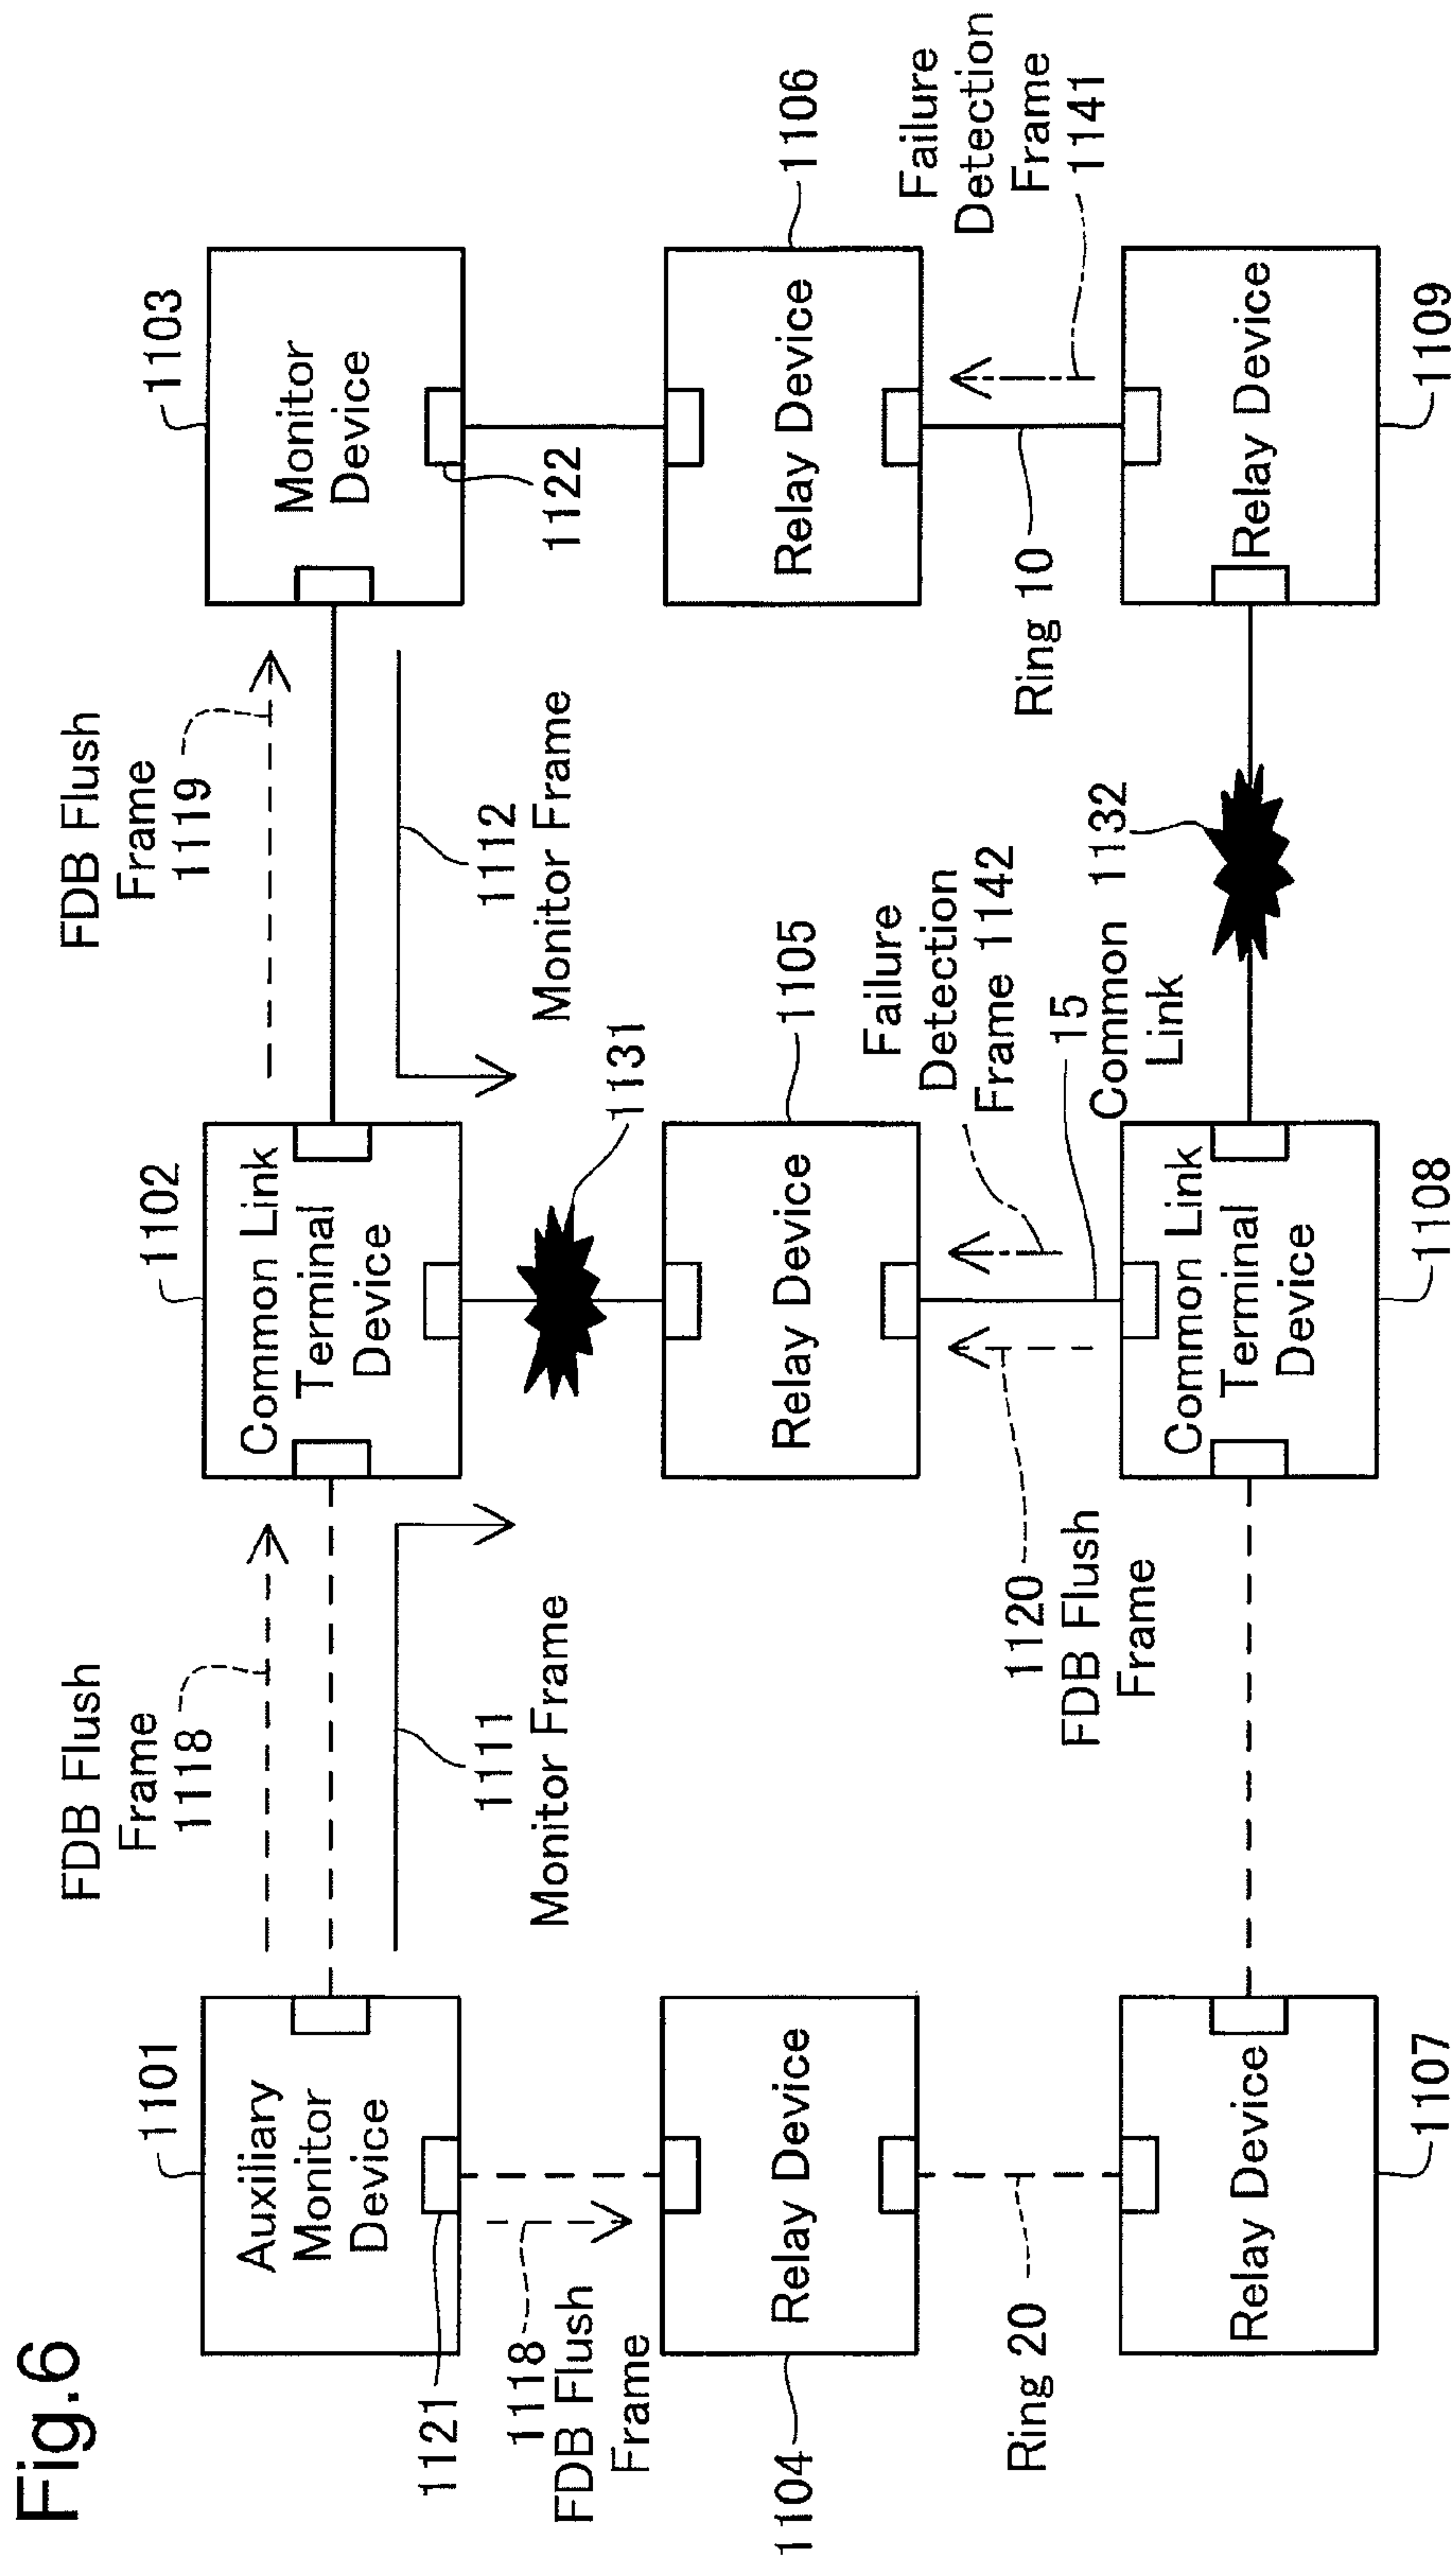 Fig.6
FDB Flush
Frame
1118
FDB Flush
Frame
1119
1101
Auxiliary
Monitor
Device
1102
Common Link
Terminal
Device
1103
Monitor
Device
1121
1111
Monitor Frame
1112
Monitor Frame
1122
1118
FDB Flush
Frame
1131
1104
Relay Device
1105
Relay Device
1106
Relay Device
Ring 20
1120
FDB Flush
Frame
Failure
Detection
Frame 1142
15
Common
Link
Ring 10
Failure
Detection
Frame
1141
1132
Relay Device
1107
Common Link
Terminal
Device
1108
Relay Device
1109